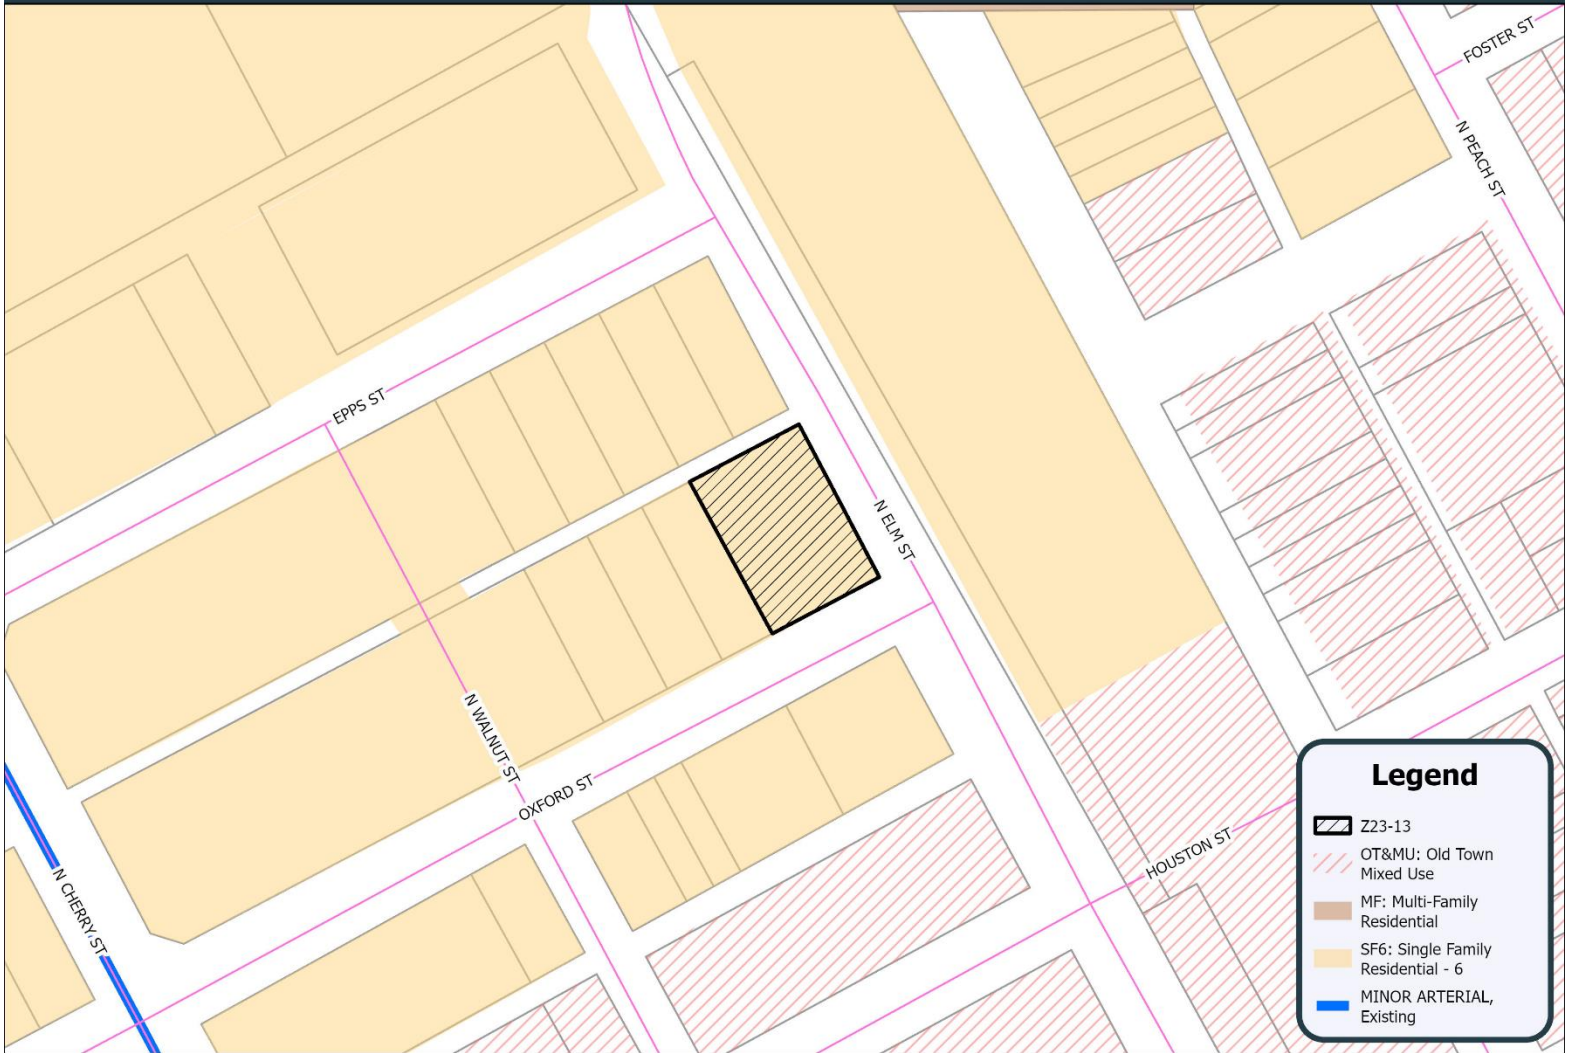 FOSTER ST
N PEACH ST
EPPS ST
N ELM ST
N WALNUT ST
OXFORD ST
HOUSTON ST
N CHERRY ST
Legend
Z23-13
OT&MU: Old Town
Mixed Use
MF: Multi-Family
Residential
SF6: Single Family
Residential - 6
MINOR ARTERIAL,
Existing